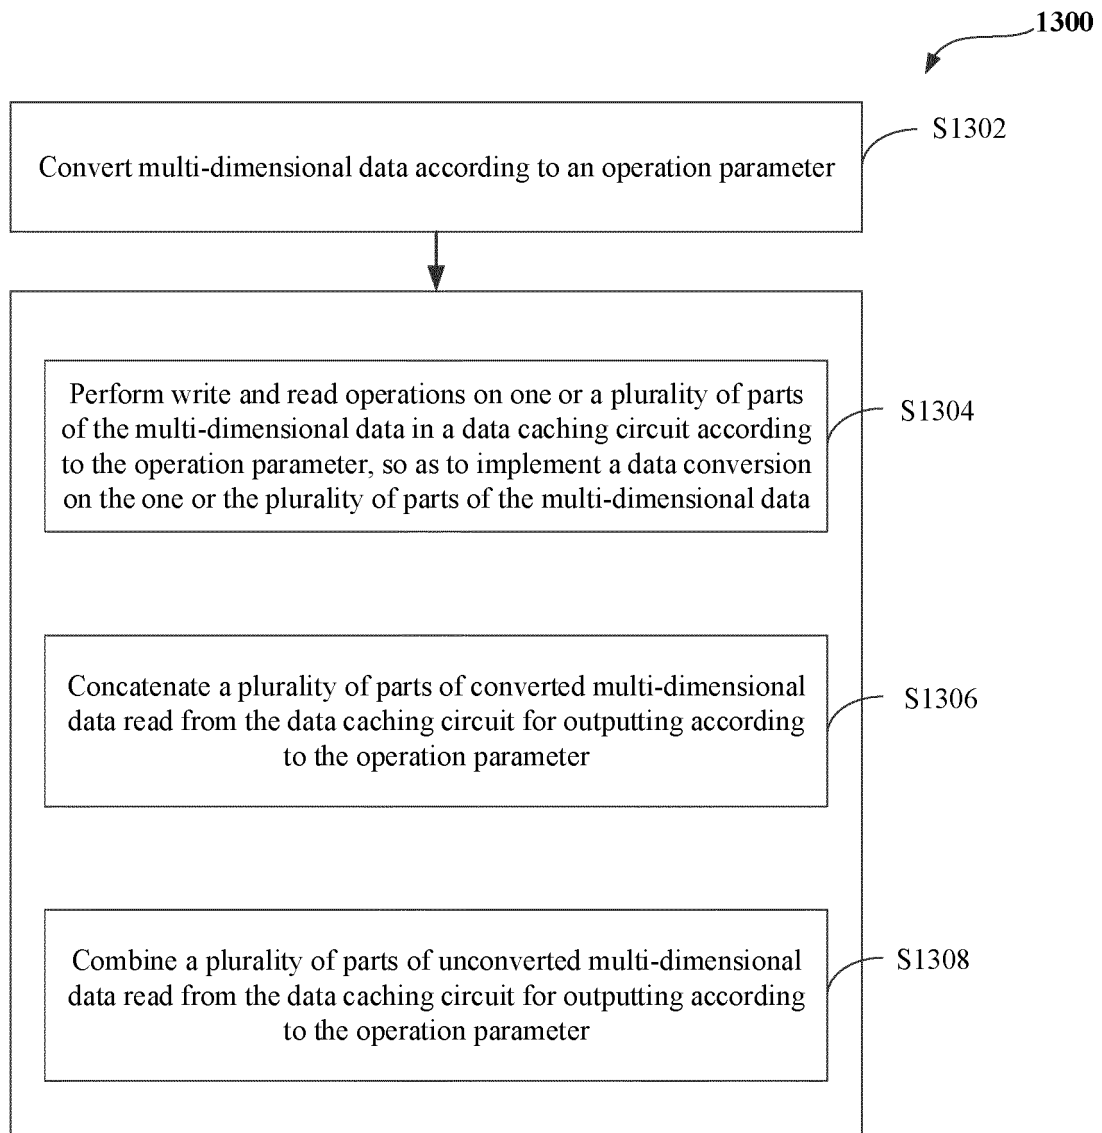 1300
S1302
Convert multi-dimensional data according to an operation parameter
Perform write and read operations on one or a plurality of parts
of the multi-dimensional data in a data caching circuit according
to the operation parameter, so as to implement a data conversion
on the one or the plurality of parts of the multi-dimensional data
S1304
Concatenate a plurality of parts of converted multi-dimensional
data read from the data caching circuit for outputting according
to the operation parameter
S1306
Combine a plurality of parts of unconverted multi-dimensional
data read from the data caching circuit for outputting according
to the operation parameter
S1308